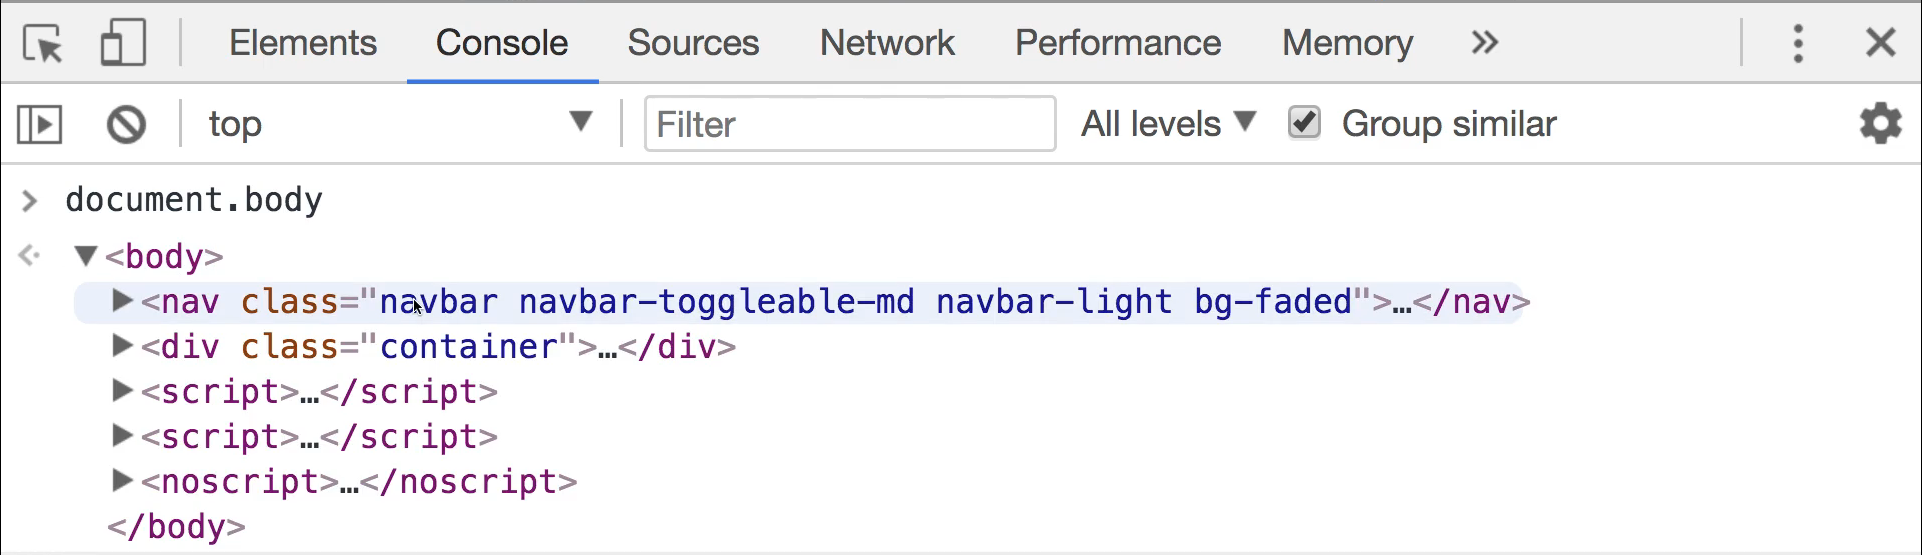 Elements Console Sources Network Performance Memory
top Filter All levels Group similar
document.body
<body>
<nav class="navbar navbar-toggleable-md navbar-light bg-faded">…</nav>
<div class="container">…</div>
<script>…</script>
<script>…</script>
<noscript>…</noscript>
</body>